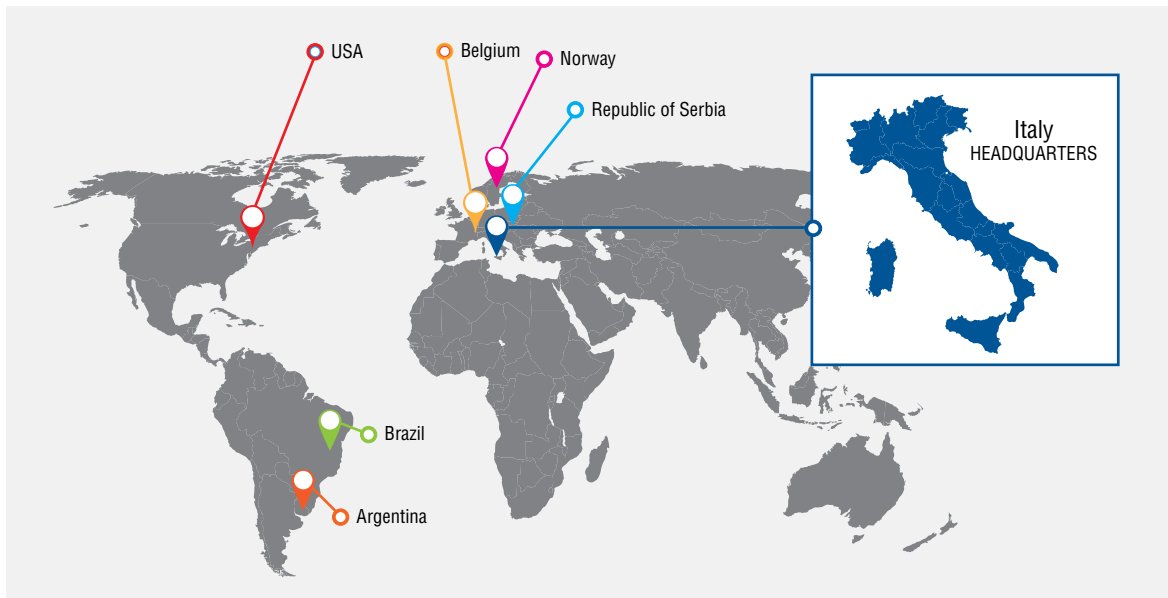 USA
Belgium
Norway
Republic of Serbia
Italy
HEADQUARTERS
Brazil
Argentina